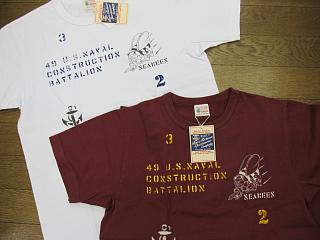 3
49 U.S.NAVAL
CONSTRUCTION
BATTALION
SEABEES
2
3
49 U.S.NAVAL
CONSTRUCTION
BATTALION
SEABEES
2